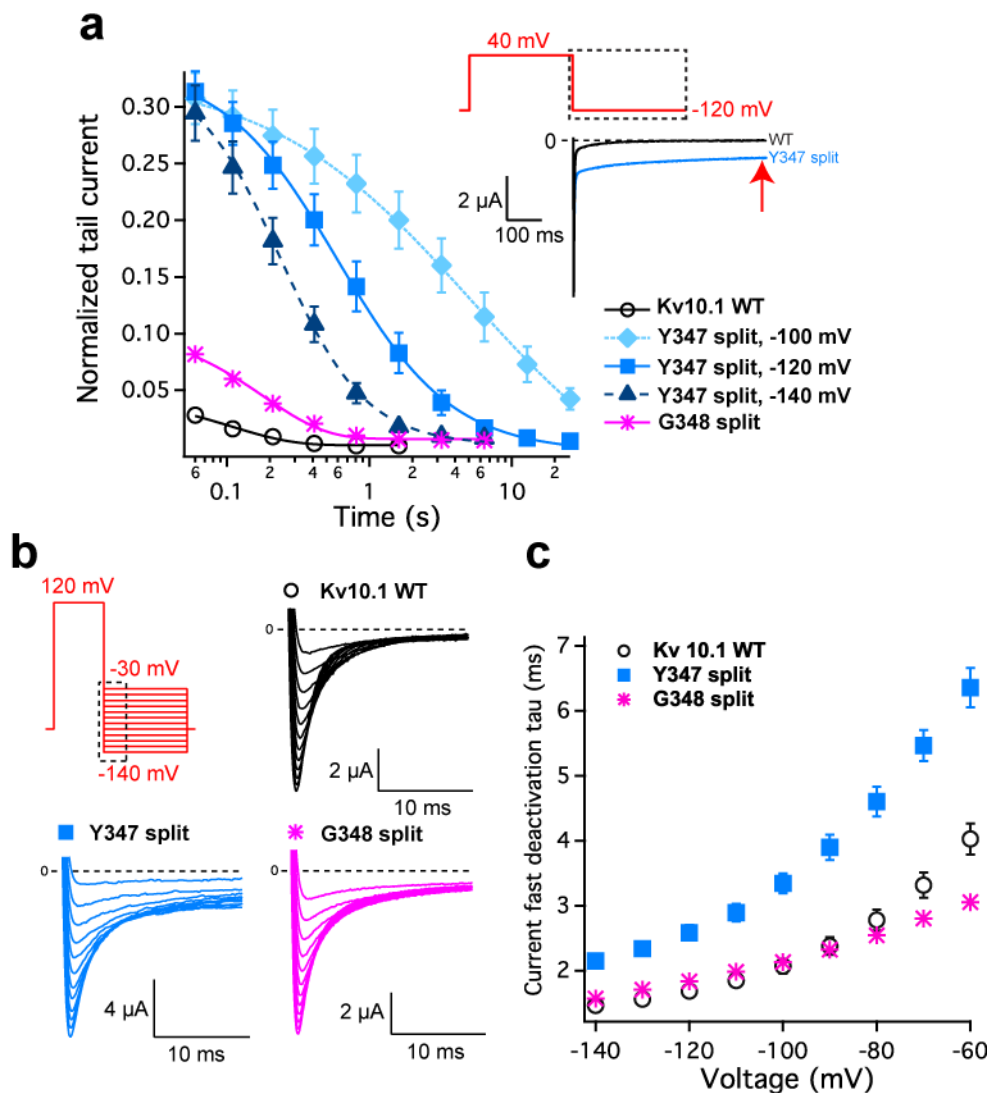 a
40 mV
-120 mV
0
WT
Y347 split
2 µA
100 ms
Normalized tail current
0.30
0.25
0.20
0.15
0.10
0.05
6 2 4 6 2 4 6 2
0.1 1 10
Time (s)
Kv10.1 WT
Y347 split, -100 mV
Y347 split, -120 mV
Y347 split, -140 mV
G348 split
b
120 mV
-30 mV
-140 mV
Kv10.1 WT
0
2 µA
10 ms
Y347 split
0
4 µA
10 ms
G348 split
0
2 µA
10 ms
c
Current fast deactivation tau (ms)
7
6
5
4
3
2
Kv 10.1 WT
Y347 split
G348 split
-140 -120 -100 -80 -60
Voltage (mV)